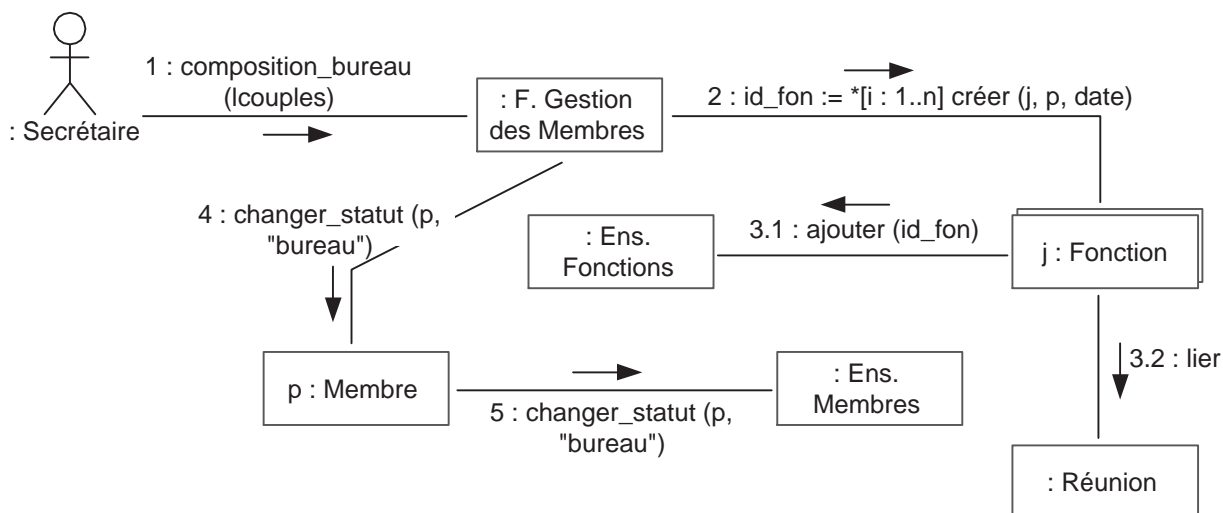 1 : composition_bureau
(lcouples)
: Secrétaire
: F. Gestion
des Membres
2 : id_fon := *[i : 1..n] créer (j, p, date)
4 : changer_statut (p,
"bureau")
: Ens.
Fonctions
3.1 : ajouter (id_fon)
j : Fonction
3.2 : lier
p : Membre
5 : changer_statut (p,
"bureau")
: Ens.
Membres
: Réunion